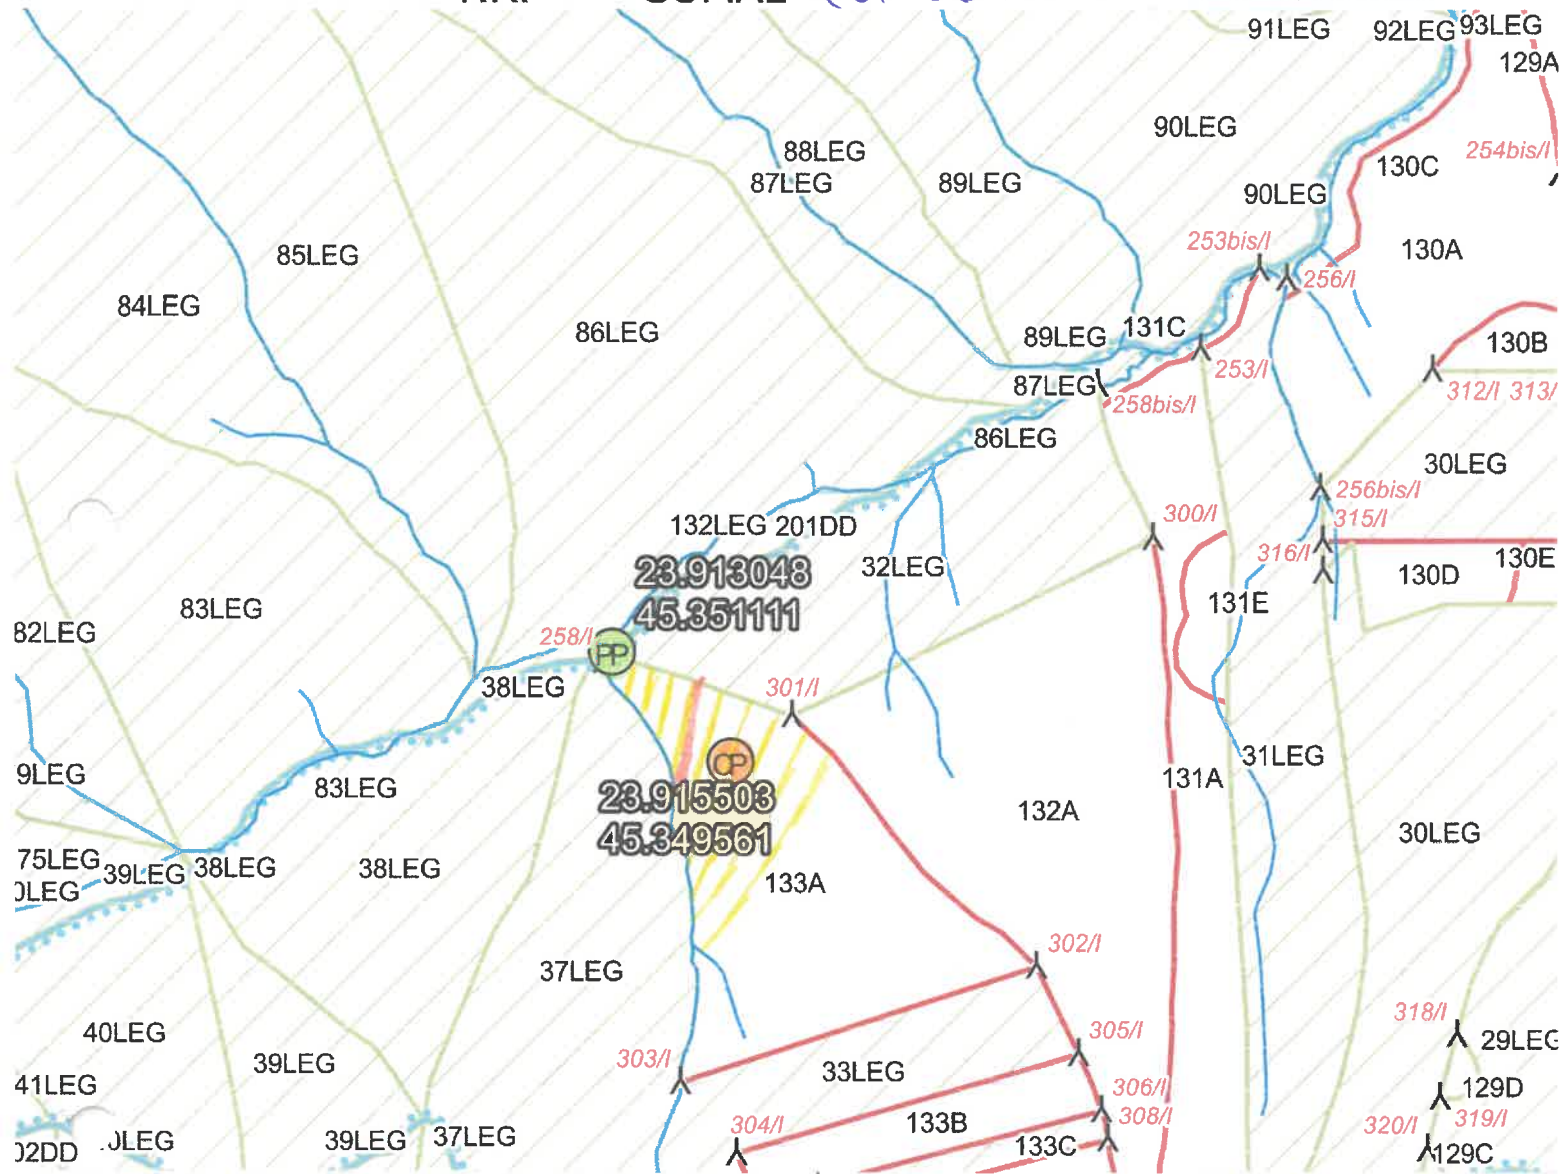 91LEG
92LEG
93LEG
129A
88LEG
87LEG
89LEG
90LEG
254bis/I
130C
90LEG
253bis/I
256/I
130A
85LEG
84LEG
86LEG
89LEG
131C
253/I
130B
87LEG
258bis/I
312/I
313/
86LEG
30LEG
256bis/I
315/I
300/I
316/I
130E
130D
132LEG
201DD
32LEG
131E
23.913048
45.351111
83LEG
82LEG
258/I
PP
38LEG
301/I
31LEG
9LEG
CP
83LEG
23.915503
45.349561
131A
132A
30LEG
75LEG
39LEG
38LEG
38LEG
133A
37LEG
302/I
318/I
29LEG
40LEG
305/I
303/I
39LEG
33LEG
41LEG
306/I
129D
308/I
319/I
320/I
304/I
133B
133C
129C
39LEG
37LEG